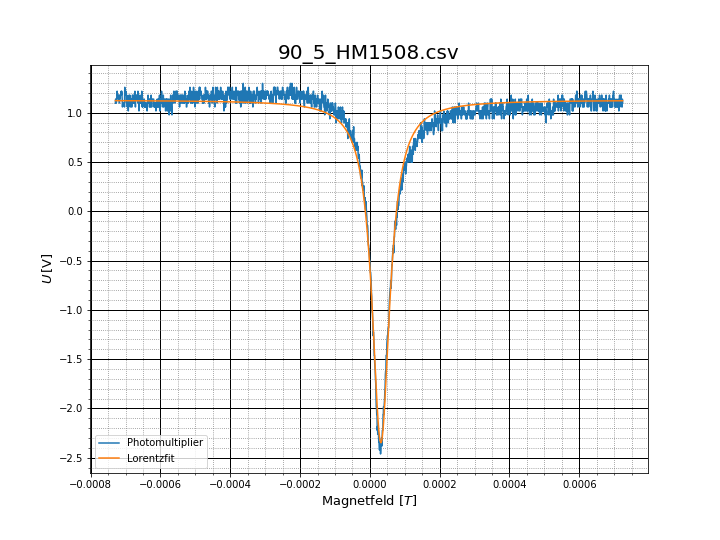 90_5_HM1508.csv
U [V]
1.0
0.5
0.0
−0.5
−1.0
−1.5
−2.0
−2.5
Photomultiplier
Lorentzfit
−0.0008 −0.0006 −0.0004 −0.0002 0.0000 0.0002 0.0004 0.0006
Magnetfeld [T]